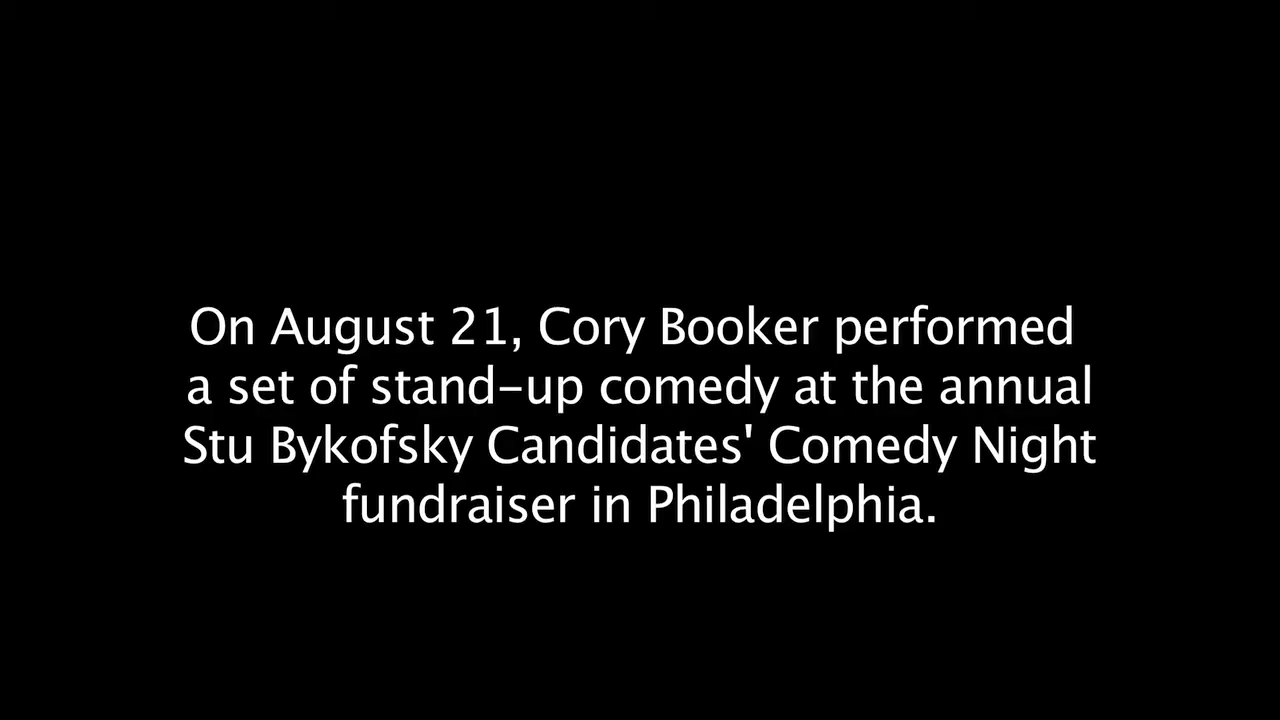 On August 21, Cory Booker performed
a set of stand-up comedy at the annual
Stu Bykofsky Candidates' Comedy Night
fundraiser in Philadelphia.